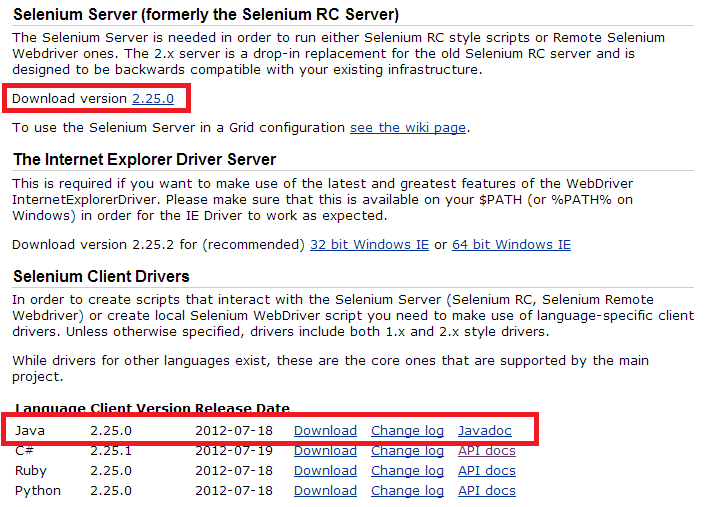 Selenium Server (formerly the Selenium RC Server)
The Selenium Server is needed in order to run either Selenium RC style scripts or Remote Selenium
Webdriver ones. The 2.x server is a drop-in replacement for the old Selenium RC server and is
designed to be backwards compatible with your existing infrastructure.
Download version 2.25.0
To use the Selenium Server in a Grid configuration see the wiki page.
The Internet Explorer Driver Server
This is required if you want to make use of the latest and greatest features of the WebDriver
InternetExplorerDriver. Please make sure that this is available on your $PATH (or %PATH% on
Windows) in order for the IE Driver to work as expected.
Download version 2.25.2 for (recommended) 32 bit Windows IE or 64 bit Windows IE
Selenium Client Drivers
In order to create scripts that interact with the Selenium Server (Selenium RC, Selenium Remote
Webdriver) or create local Selenium WebDriver script you need to make use of language-specific client
drivers. Unless otherwise specified, drivers include both 1.x and 2.x style drivers.
While drivers for other languages exist, these are the core ones that are supported by the main
project.
Language Client Version Release Date
Java 2.25.0 2012-07-18 Download Change log Javadoc
C# 2.25.1 2012-07-19 Download Change log API docs
Ruby 2.25.0 2012-07-18 Download Change log API docs
Python 2.25.0 2012-07-18 Download Change log API docs